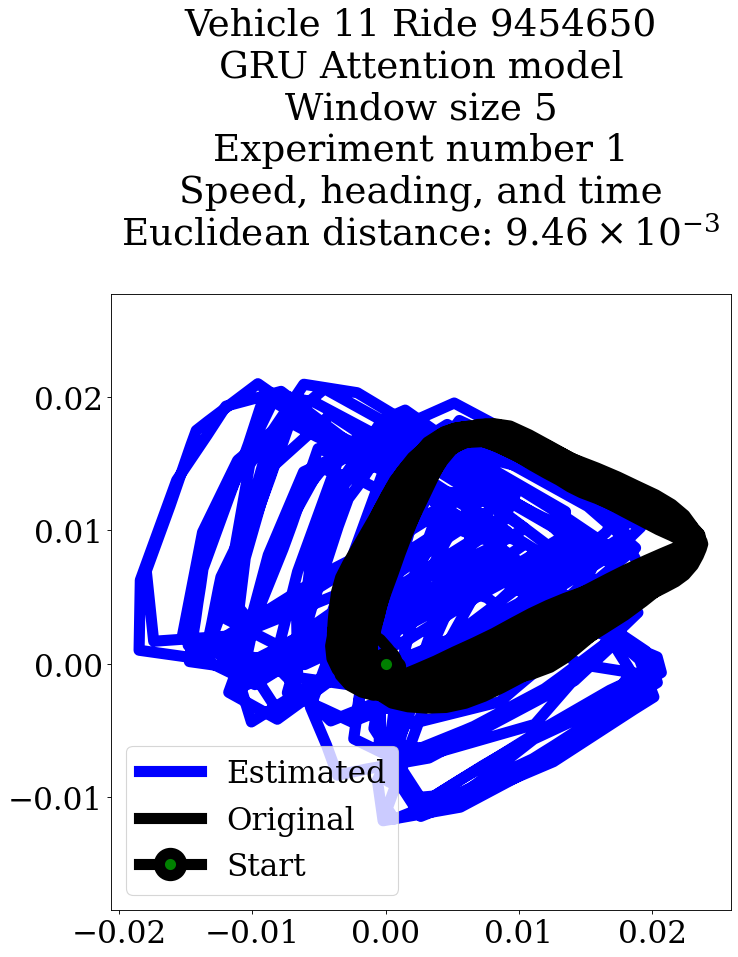 Vehicle 11 Ride 9454650
GRU Attention model
Window size 5
Experiment number 1
Speed, heading, and time
Euclidean distance: 9.46 × 10⁻³
0.02
0.01
0.00
−0.01
Estimated
Original
Start
−0.02 −0.01 0.00 0.01 0.02